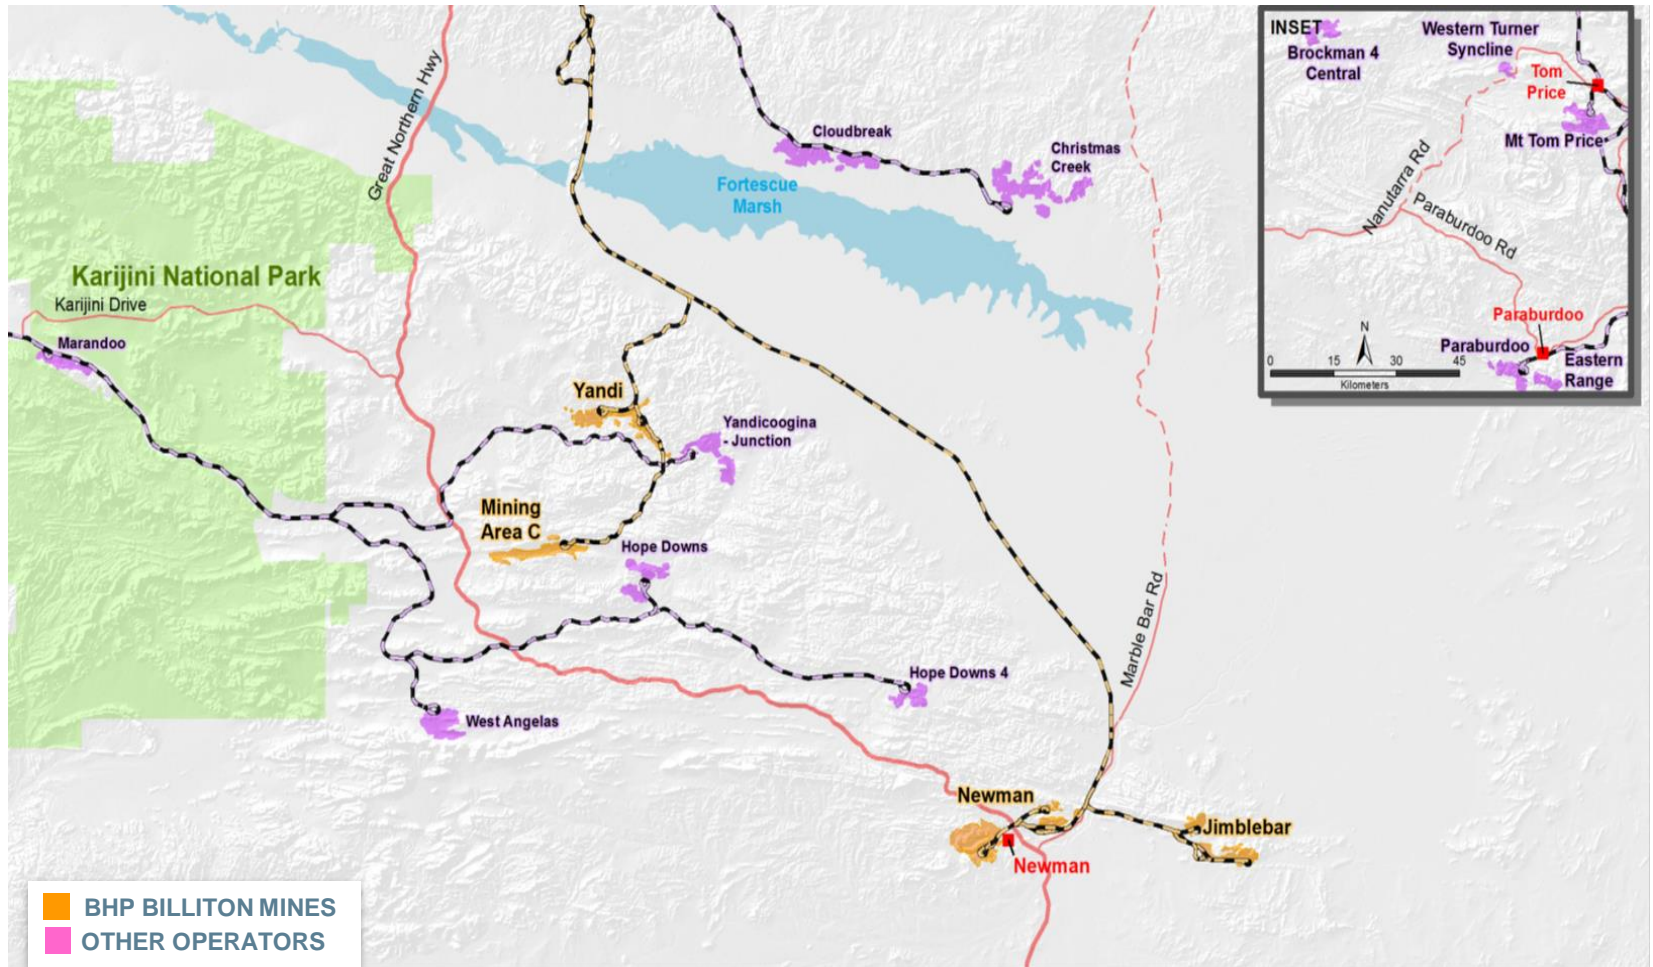 Great Northern Hwy
Karijini National Park
Karijini Drive
Marandoo
Cloudbreak
Christmas
Creek
Fortescue
Marsh
Yandi
Yandicoogina
- Junction
Mining
Area C
Hope Downs
Hope Downs 4
West Angelas
Marble Bar Rd
Newman
Newman
Jimblebar
INSET
Brockman 4
Central
Western Turner
Syncline
Tom
Price
Mt Tom Price
Nanutarra Rd
Paraburdoo Rd
Paraburdoo
Paraburdoo
Eastern
Range
N
0 15 30 45
Kilometers
BHP BILLITON MINES
OTHER OPERATORS